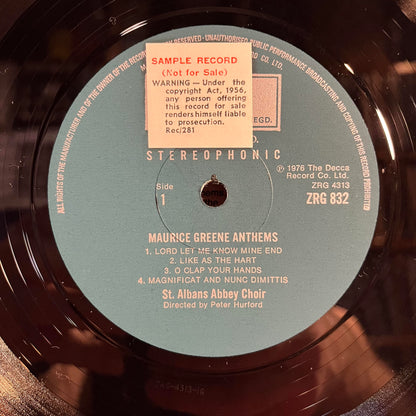 RESERVED · UNAUTHORISED PUBLIC PERFORMANCE BROADCASTING AND COPYING OF THIS RECORD PROHIBITED
ALL RIGHTS OF THE MANUFACTURER AND OF THE OWNER OF THE
SAMPLE RECORD
(Not for Sale)
WARNING — Under the
copyright Act, 1956,
any person offering
this record for sale
renders himself liable
to prosecution.
Rec/281
REGD.
STEREOPHONIC
℗ 1976 The Decca
Record Co. Ltd.
ZRG 4313
ZRG 832
Side
1
MAURICE GREENE ANTHEMS
1. LORD LET ME KNOW MINE END
2. LIKE AS THE HART
3. O CLAP YOUR HANDS
4. MAGNIFICAT AND NUNC DIMITTIS
St. Albans Abbey Choir
Directed by Peter Hurford